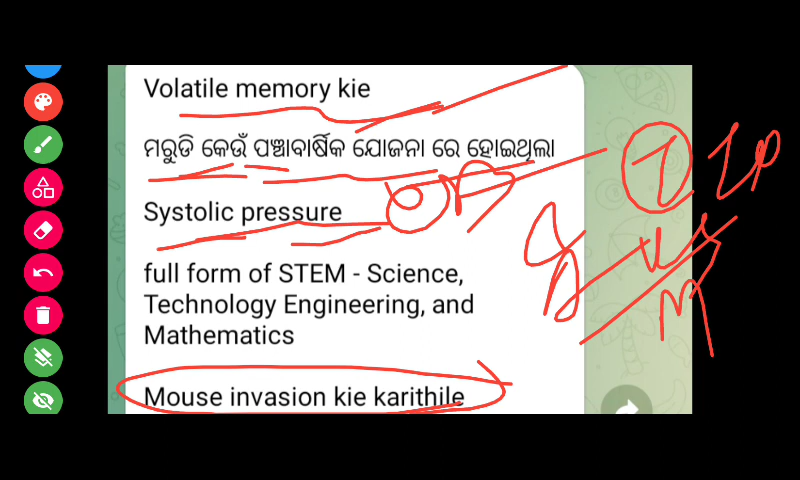 Volatile memory kie
ମରୁଡି କେଉଁ ପଞ୍ଚାବାର୍ଷିକ ଯୋଜନା ରେ ହୋଇଥିଲା
Systolic pressure
full form of STEM - Science,
Technology Engineering, and
Mathematics
Mouse invasion kie karithile